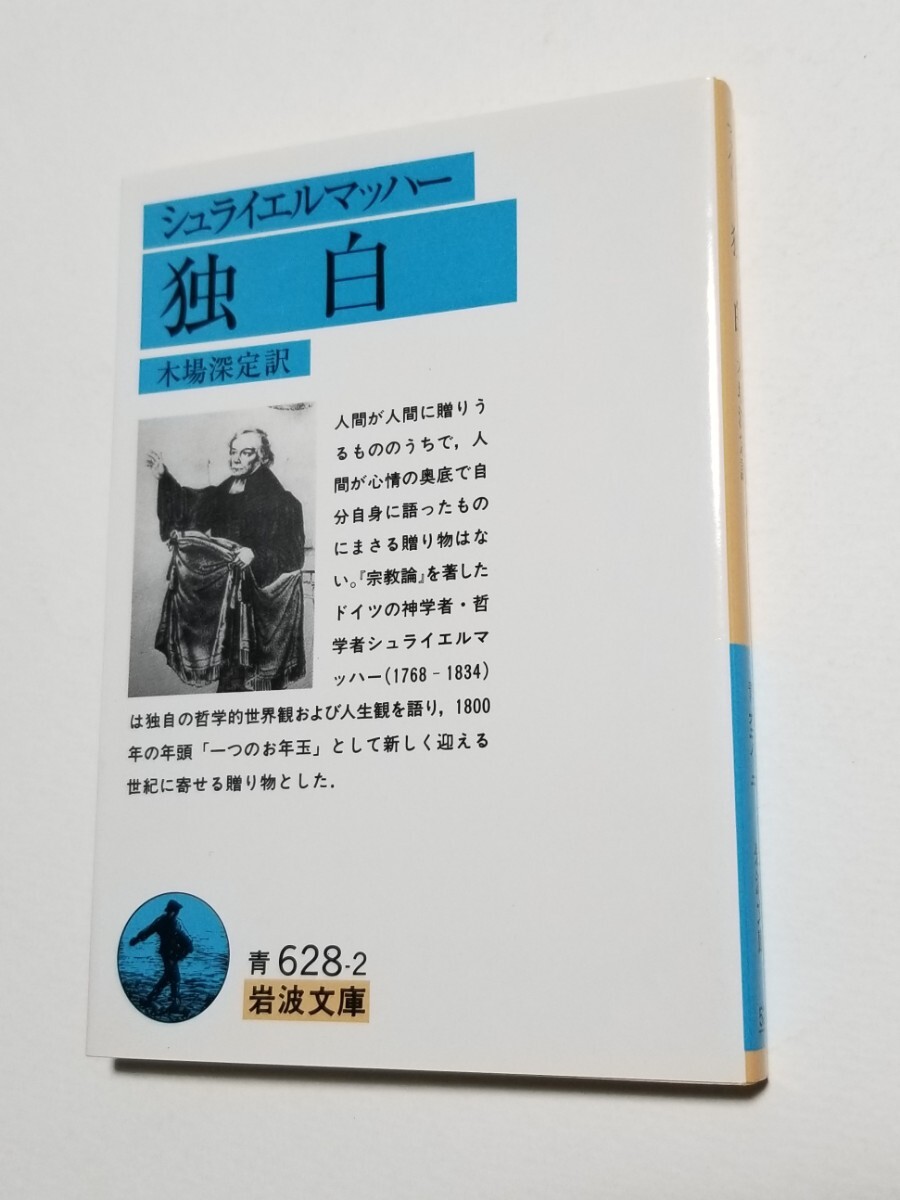 シュライエルマッハー
独白
木場深定訳
人間が人間に贈りう
るもののうちで，人
間が心情の奥底で自
分自身に語ったもの
にまさる贈り物はな
い。『宗教論』を著した
ドイツの神学者・哲
学者シュライエルマ
ッハー(1768‐1834)
は独自の哲学的世界観および人生観を語り，1800
年の年頭「一つのお年玉」として新しく迎える
世紀に寄せる贈り物とした．
青 628-2
岩波文庫